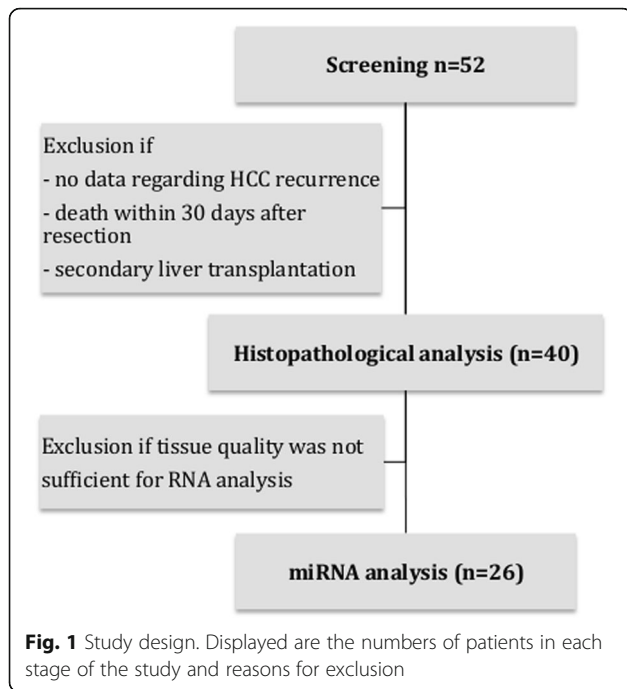 Screening n=52
Exclusion if
- no data regarding HCC recurrence
- death within 30 days after
resection
- secondary liver transplantation
Histopathological analysis (n=40)
Exclusion if tissue quality was not
sufficient for RNA analysis
miRNA analysis (n=26)
Fig. 1 Study design. Displayed are the numbers of patients in each
stage of the study and reasons for exclusion